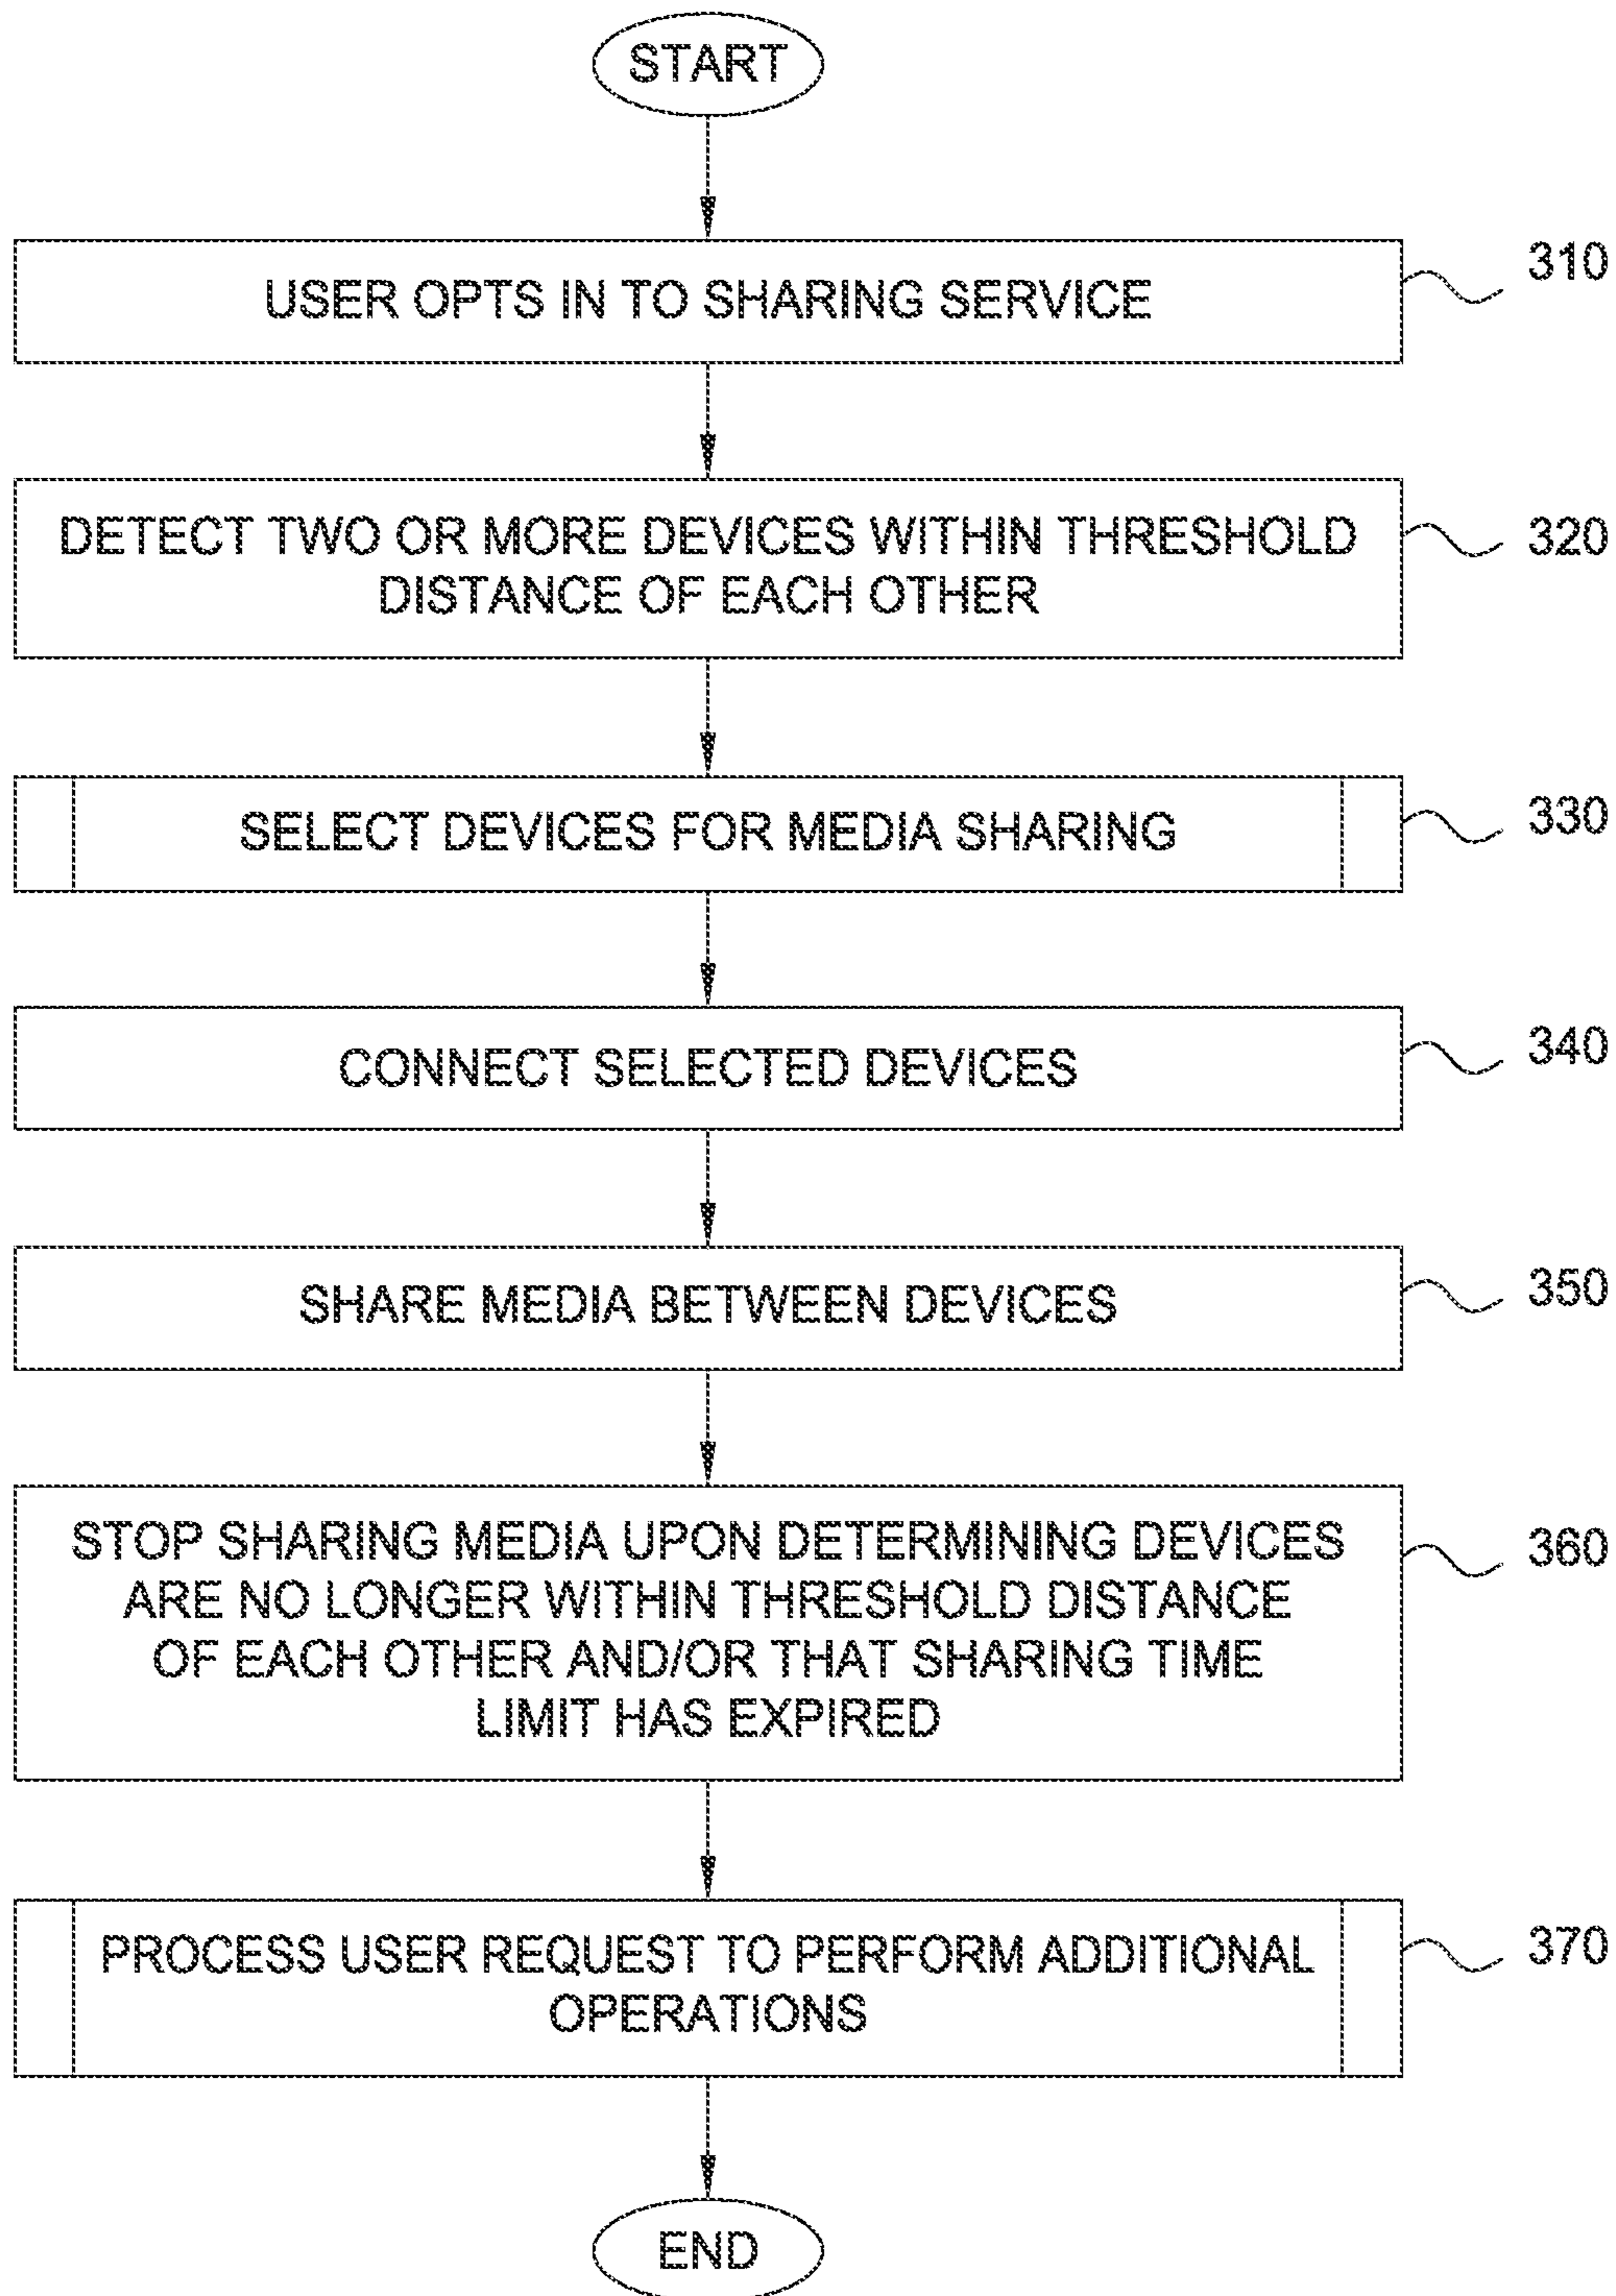 START
USER OPTS IN TO SHARING SERVICE
310
DETECT TWO OR MORE DEVICES WITHIN THRESHOLD
DISTANCE OF EACH OTHER
320
SELECT DEVICES FOR MEDIA SHARING
330
CONNECT SELECTED DEVICES
340
SHARE MEDIA BETWEEN DEVICES
350
STOP SHARING MEDIA UPON DETERMINING DEVICES
ARE NO LONGER WITHIN THRESHOLD DISTANCE
OF EACH OTHER AND/OR THAT SHARING TIME
LIMIT HAS EXPIRED
360
PROCESS USER REQUEST TO PERFORM ADDITIONAL
OPERATIONS
370
END